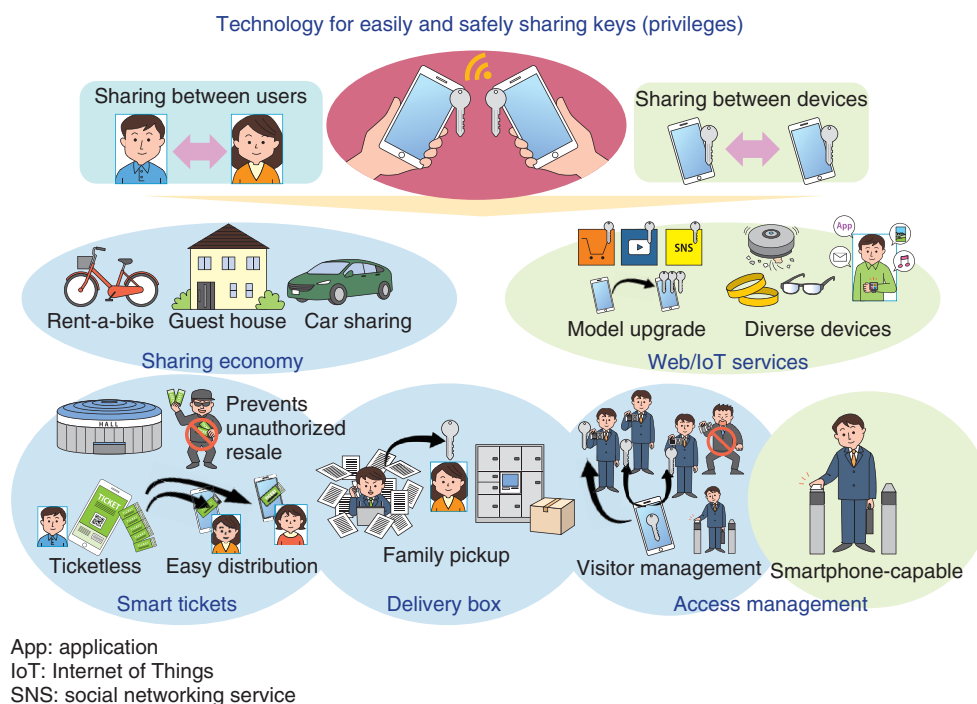 Technology for easily and safely sharing keys (privileges)
Sharing between users
Sharing between devices
Rent-a-bike
Guest house
Car sharing
Sharing economy
SNS
App
Model upgrade
Diverse devices
Web/IoT services
HALL
Prevents
unauthorized
resale
TICKET
Ticketless
Easy distribution
Smart tickets
Family pickup
Delivery box
Visitor management
Smartphone-capable
Access management
App: application
IoT: Internet of Things
SNS: social networking service